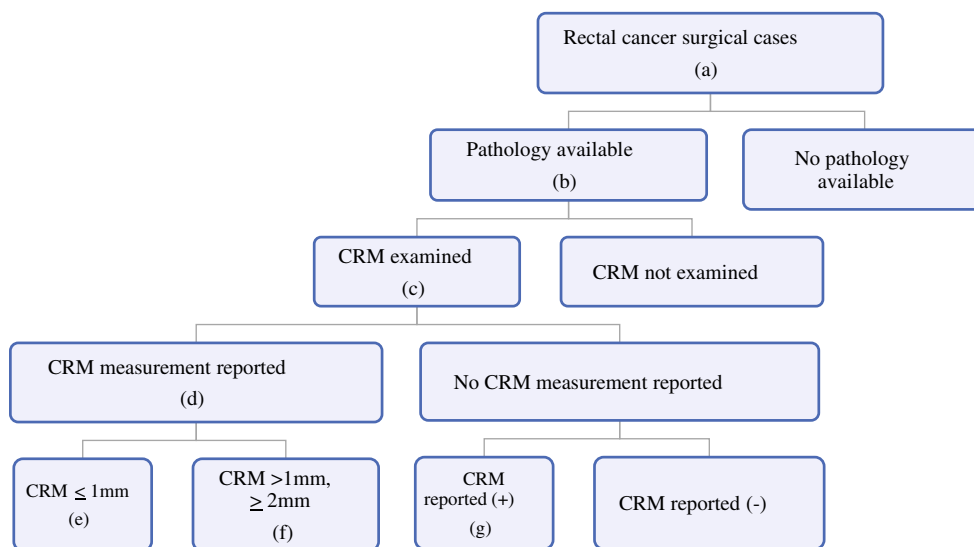 Rectal cancer surgical cases
(a)
Pathology available
(b)
No pathology
available
CRM examined
(c)
CRM not examined
CRM measurement reported
(d)
No CRM measurement reported
CRM ≤ 1mm
(e)
CRM >1mm,
≥ 2mm
(f)
CRM
reported (+)
(g)
CRM reported (-)